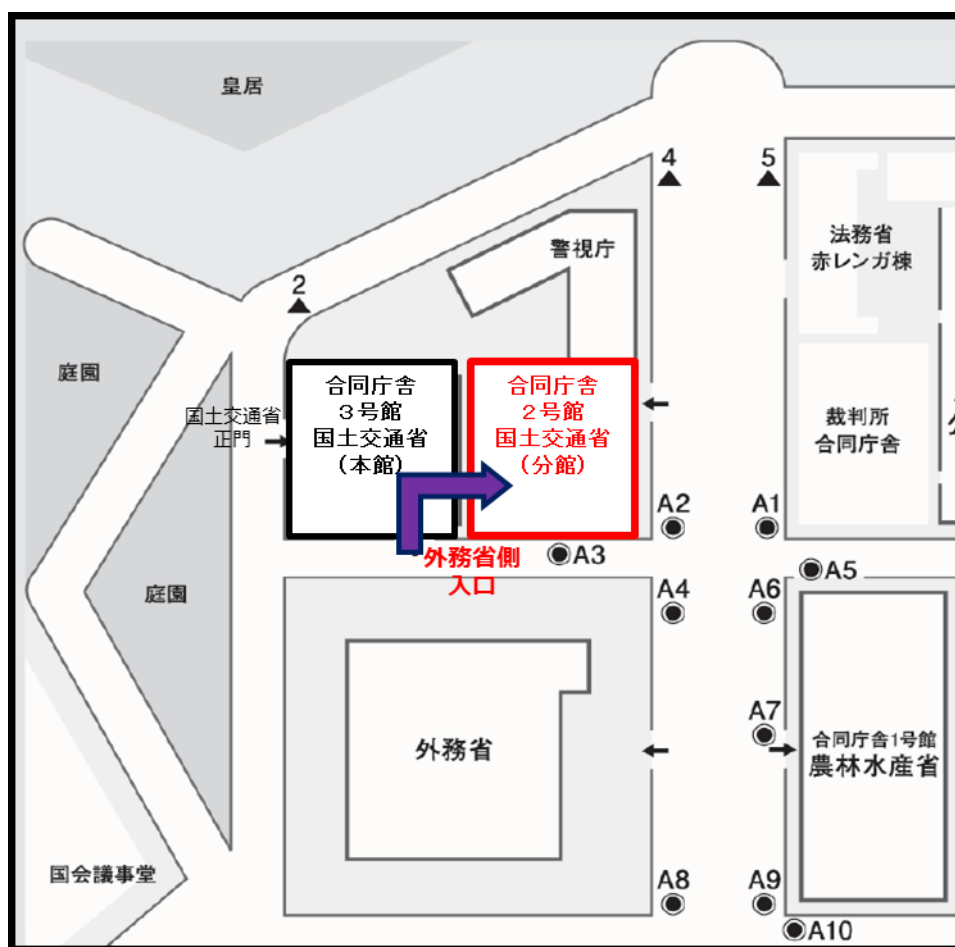 皇居
4
5
法務省
赤レンガ棟
警視庁
2
庭園
合同庁舎
3号館
国土交通省
(本館)
合同庁舎
2号館
国土交通省
(分館)
国土交通省
正門
裁判所
合同庁舎
A2
A1
外務省側
入口
A3
A5
庭園
A4
A6
A7
外務省
合同庁舎1号館
農林水産省
国会議事堂
A8
A9
A10